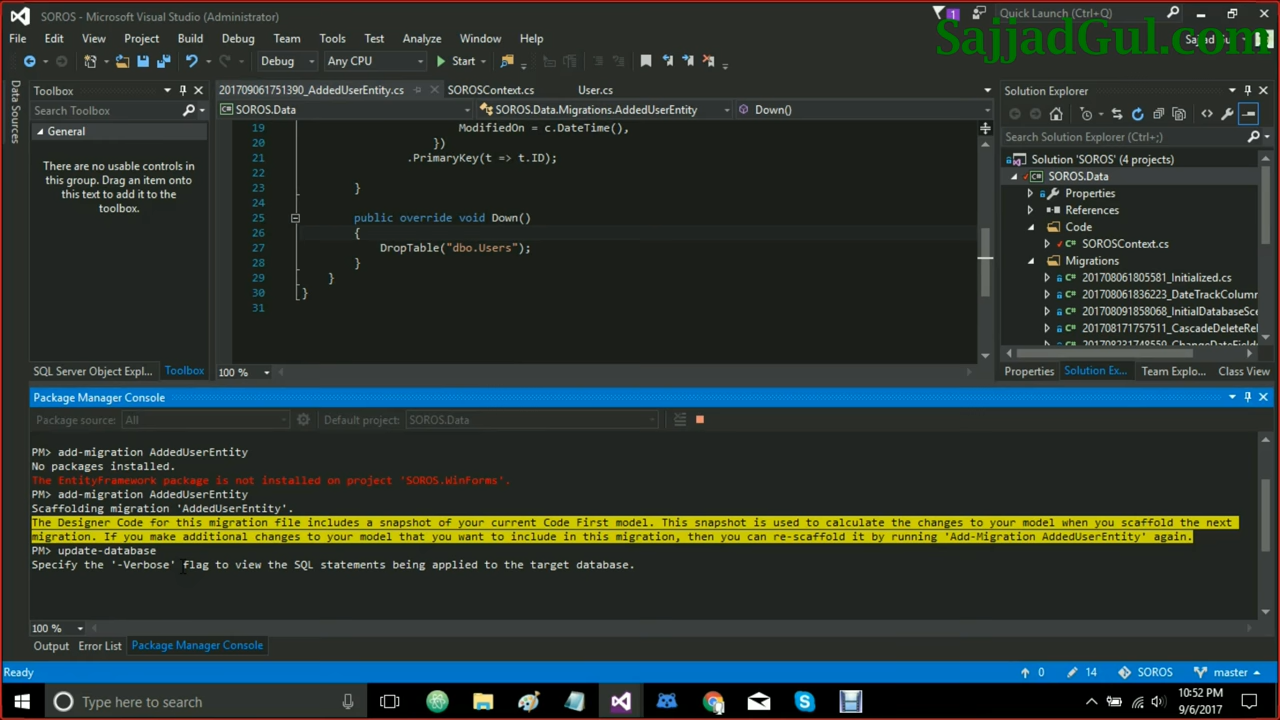 SOROS - Microsoft Visual Studio (Administrator)
1
Quick Launch (Ctrl+Q)
SajjadGul.com
File Edit View Project Build Debug Team Tools Test Analyze Window Help
Debug Any CPU Start
Data Sources
Toolbox
Search Toolbox
General
There are no usable controls in
this group. Drag an item onto
this text to add it to the
toolbox.
SQL Server Object Expl... Toolbox
201709061751390_AddedUserEntity.cs SOROSContext.cs User.cs
SOROS.Data SOROS.Data.Migrations.AddedUserEntity Down()
19 ModifiedOn = c.DateTime(),
20 })
21 .PrimaryKey(t => t.ID);
22
23 }
24
25 public override void Down()
26 {
27 DropTable("dbo.Users");
28 }
29 }
30 }
31
100 %
Solution Explorer
Search Solution Explorer (Ctrl+;)
Solution 'SOROS' (4 projects)
SOROS.Data
Properties
References
Code
SOROSContext.cs
Migrations
201708061805581_Initialized.cs
201708061836223_DateTrackColumn
201708091858068_InitialDatabaseSce
201708171757511_CascadeDeleteRel
201708231748559_ChangeDateField
Properties Solution Ex... Team Explo... Class View
Package Manager Console
Package source: All Default project: SOROS.Data
PM> add-migration AddedUserEntity
No packages installed.
The EntityFramework package is not installed on project 'SOROS.WinForms'.
PM> add-migration AddedUserEntity
Scaffolding migration 'AddedUserEntity'.
The Designer Code for this migration file includes a snapshot of your current Code First model. This snapshot is used to calculate the changes to your model when you scaffold the next
migration. If you make additional changes to your model that you want to include in this migration, then you can re-scaffold it by running 'Add-Migration AddedUserEntity' again.
PM> update-database
Specify the '-Verbose' flag to view the SQL statements being applied to the target database.
100 %
Output Error List Package Manager Console
Ready 0 14 SOROS master
Type here to search
10:52 PM
9/6/2017